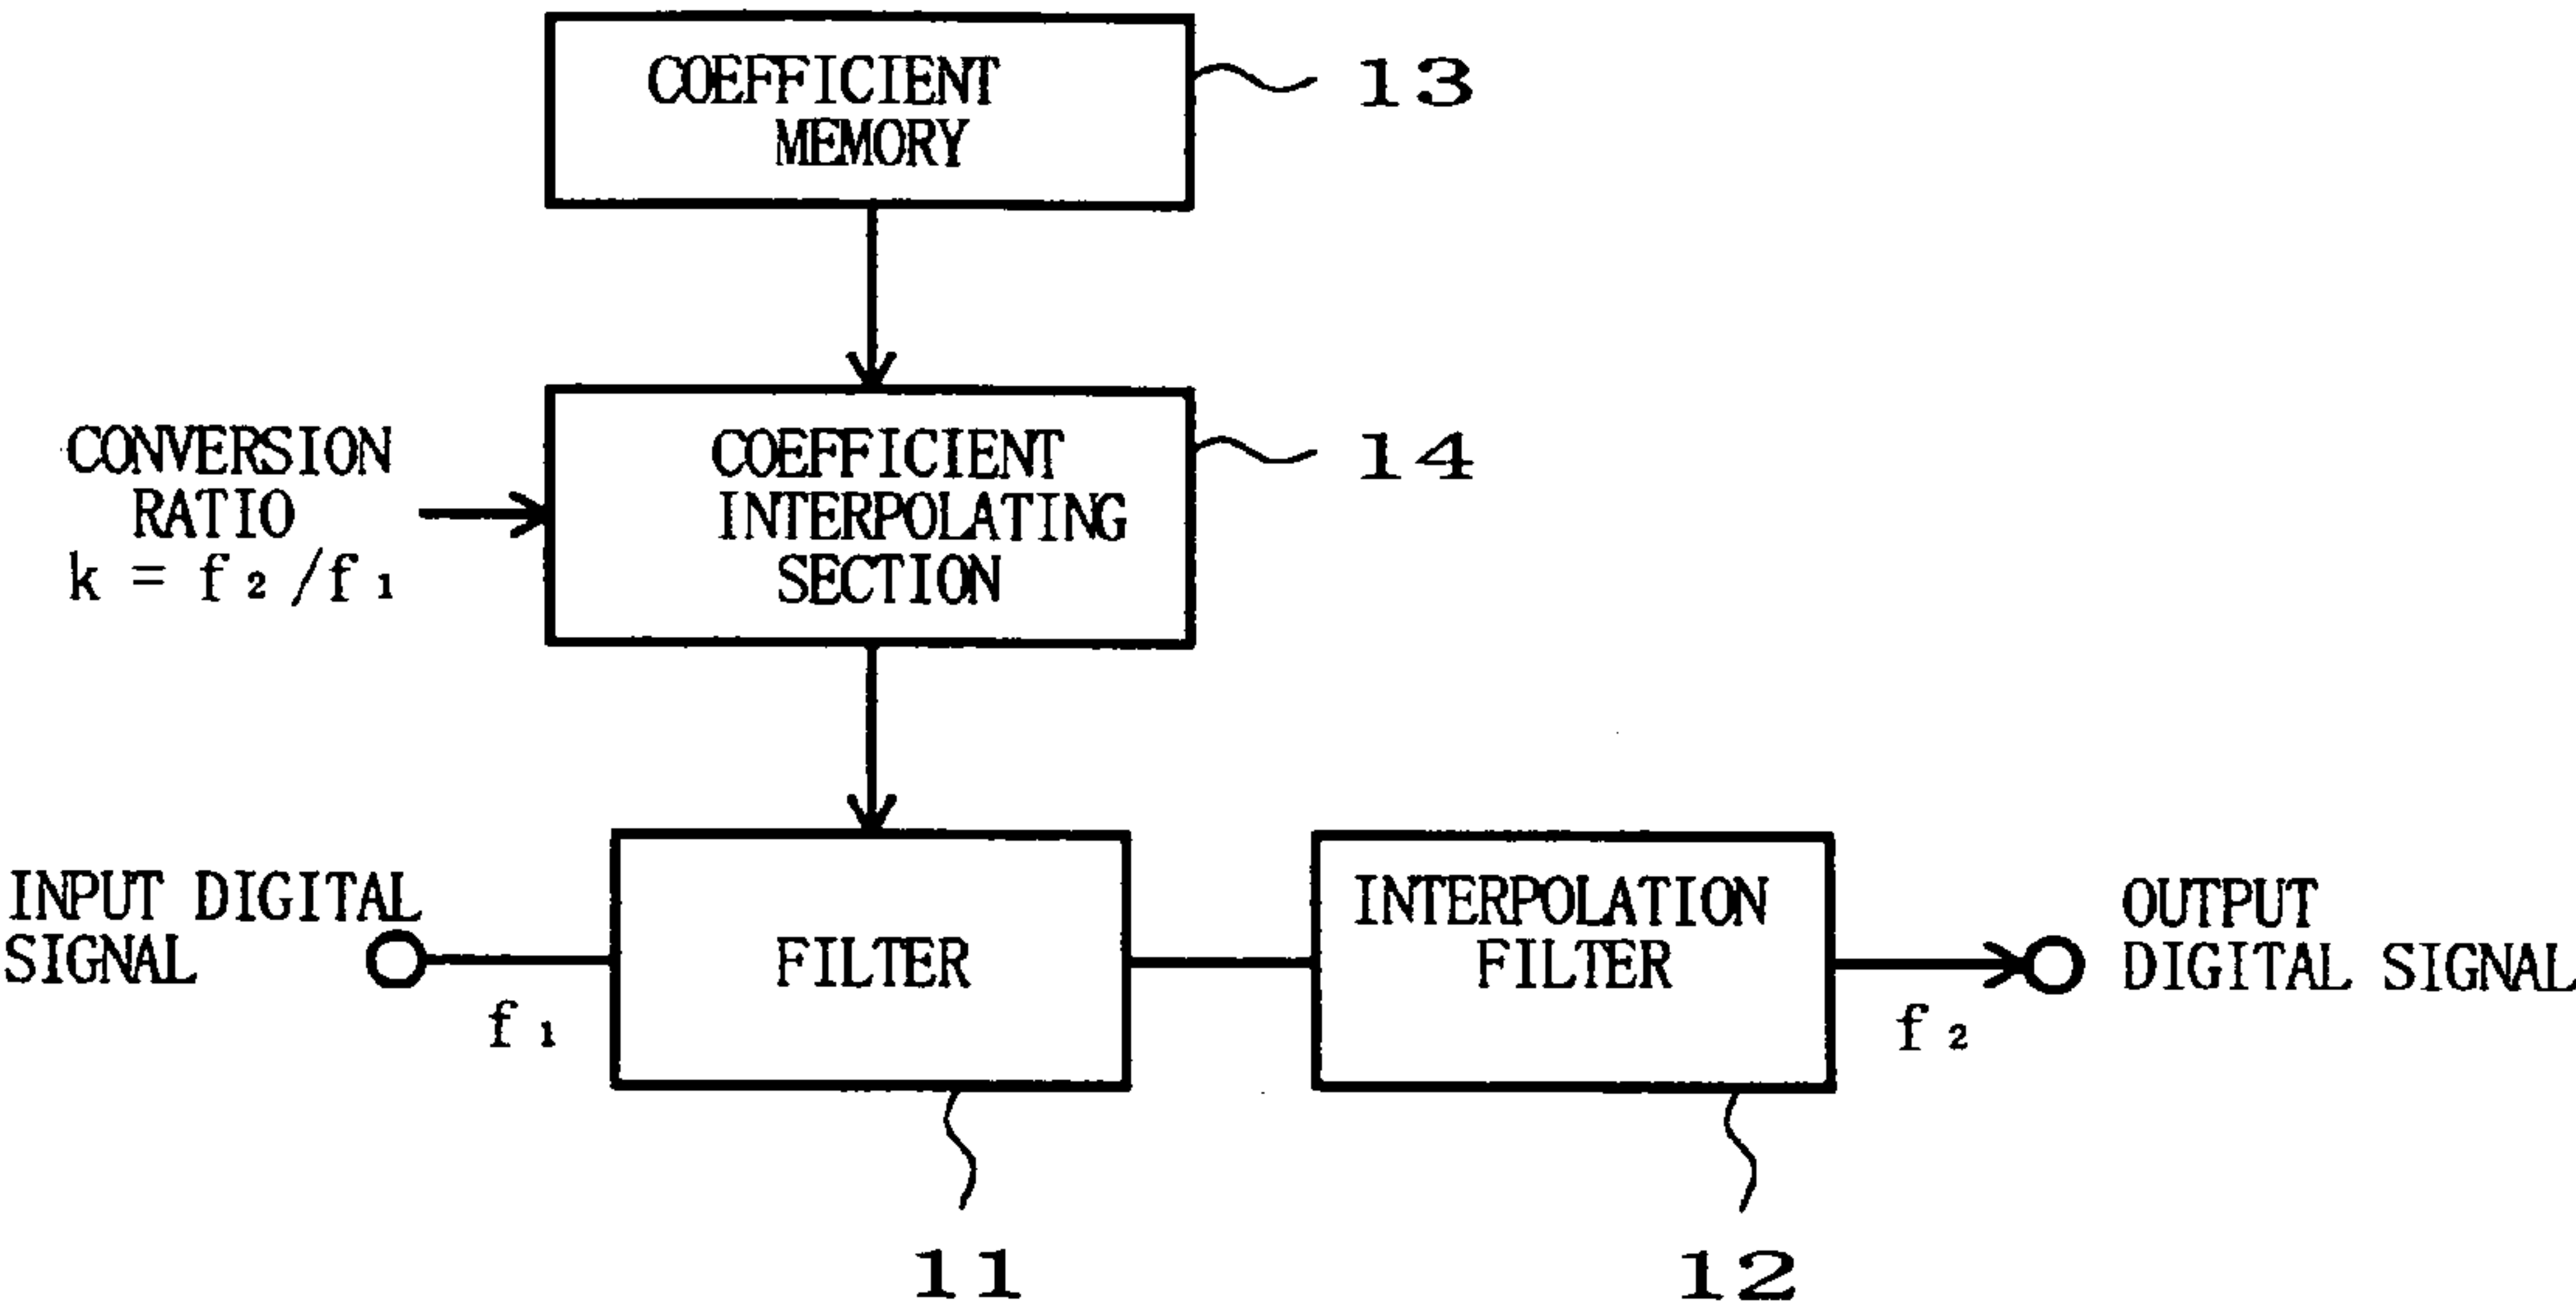 COEFFICIENT
MEMORY
13
CONVERSION
RATIO
k = f₂/f₁
COEFFICIENT
INTERPOLATING
SECTION
14
INPUT DIGITAL
SIGNAL
f₁
FILTER
INTERPOLATION
FILTER
f₂
OUTPUT
DIGITAL SIGNAL
11
12